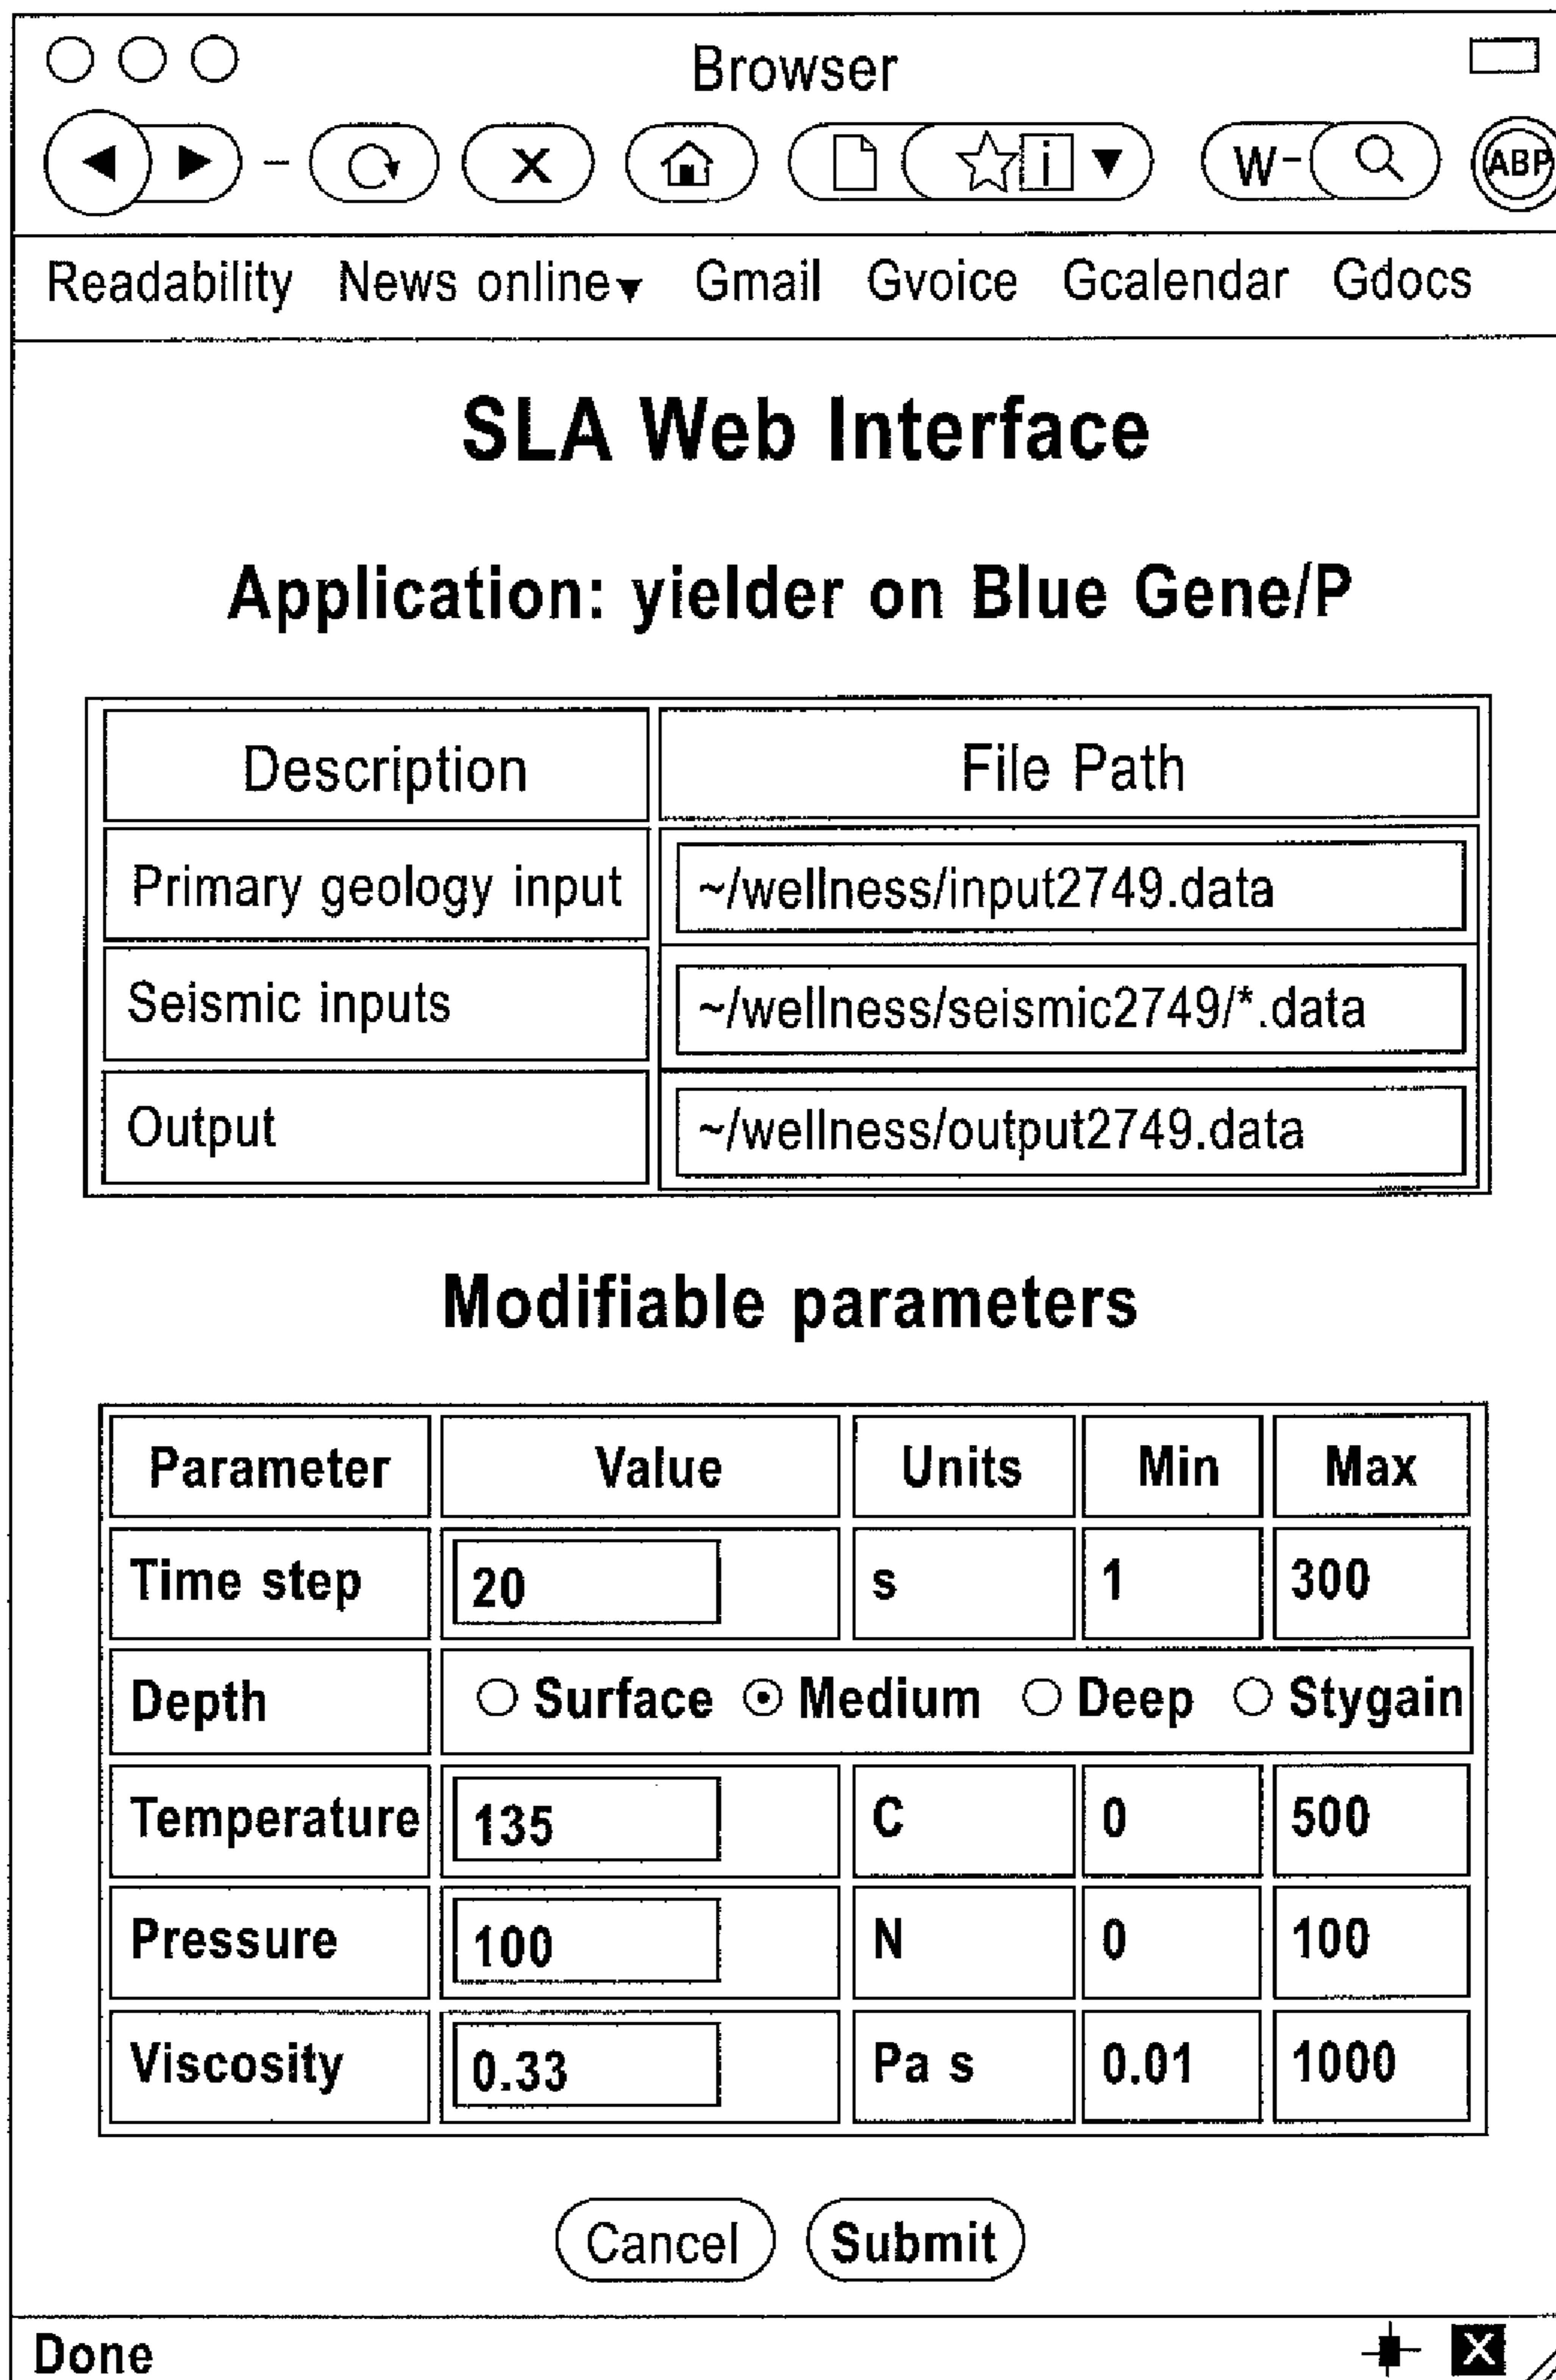 Browser
W- ABP
Readability News online Gmail Gvoice Gcalendar Gdocs
SLA Web Interface
Application: yielder on Blue Gene/P
Description File Path
Primary geology input ~/wellness/input2749.data
Seismic inputs ~/wellness/seismic2749/*.data
Output ~/wellness/output2749.data
Modifiable parameters
Parameter Value Units Min Max
Time step 20 s 1 300
Depth Surface Medium Deep Stygain
Temperature 135 C 0 500
Pressure 100 N 0 100
Viscosity 0.33 Pa s 0.01 1000
Cancel Submit
Done